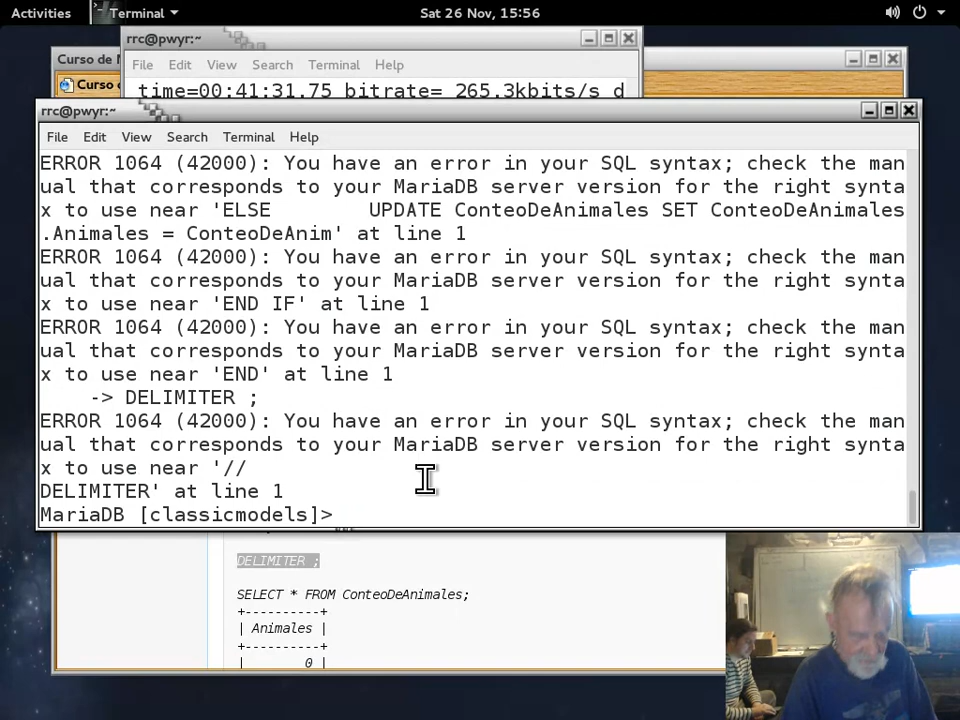 Activities
Terminal
Sat 26 Nov, 15:56
rrc@pwyr:~
Curso de
File Edit View Search Terminal Help
Curso
time=00:41:31.75 bitrate= 265.3kbits/s d
rrc@pwyr:~
File Edit View Search Terminal Help
ERROR 1064 (42000): You have an error in your SQL syntax; check the man
ual that corresponds to your MariaDB server version for the right synta
x to use near 'ELSE        UPDATE ConteoDeAnimales SET ConteoDeAnimales
.Animales = ConteoDeAnim' at line 1
ERROR 1064 (42000): You have an error in your SQL syntax; check the man
ual that corresponds to your MariaDB server version for the right synta
x to use near 'END IF' at line 1
ERROR 1064 (42000): You have an error in your SQL syntax; check the man
ual that corresponds to your MariaDB server version for the right synta
x to use near 'END' at line 1
    -> DELIMITER ;
ERROR 1064 (42000): You have an error in your SQL syntax; check the man
ual that corresponds to your MariaDB server version for the right synta
x to use near '//
DELIMITER' at line 1
MariaDB [classicmodels]>
DELIMITER ;
SELECT * FROM ConteoDeAnimales;
+----------+
| Animales |
+----------+
|        0 |